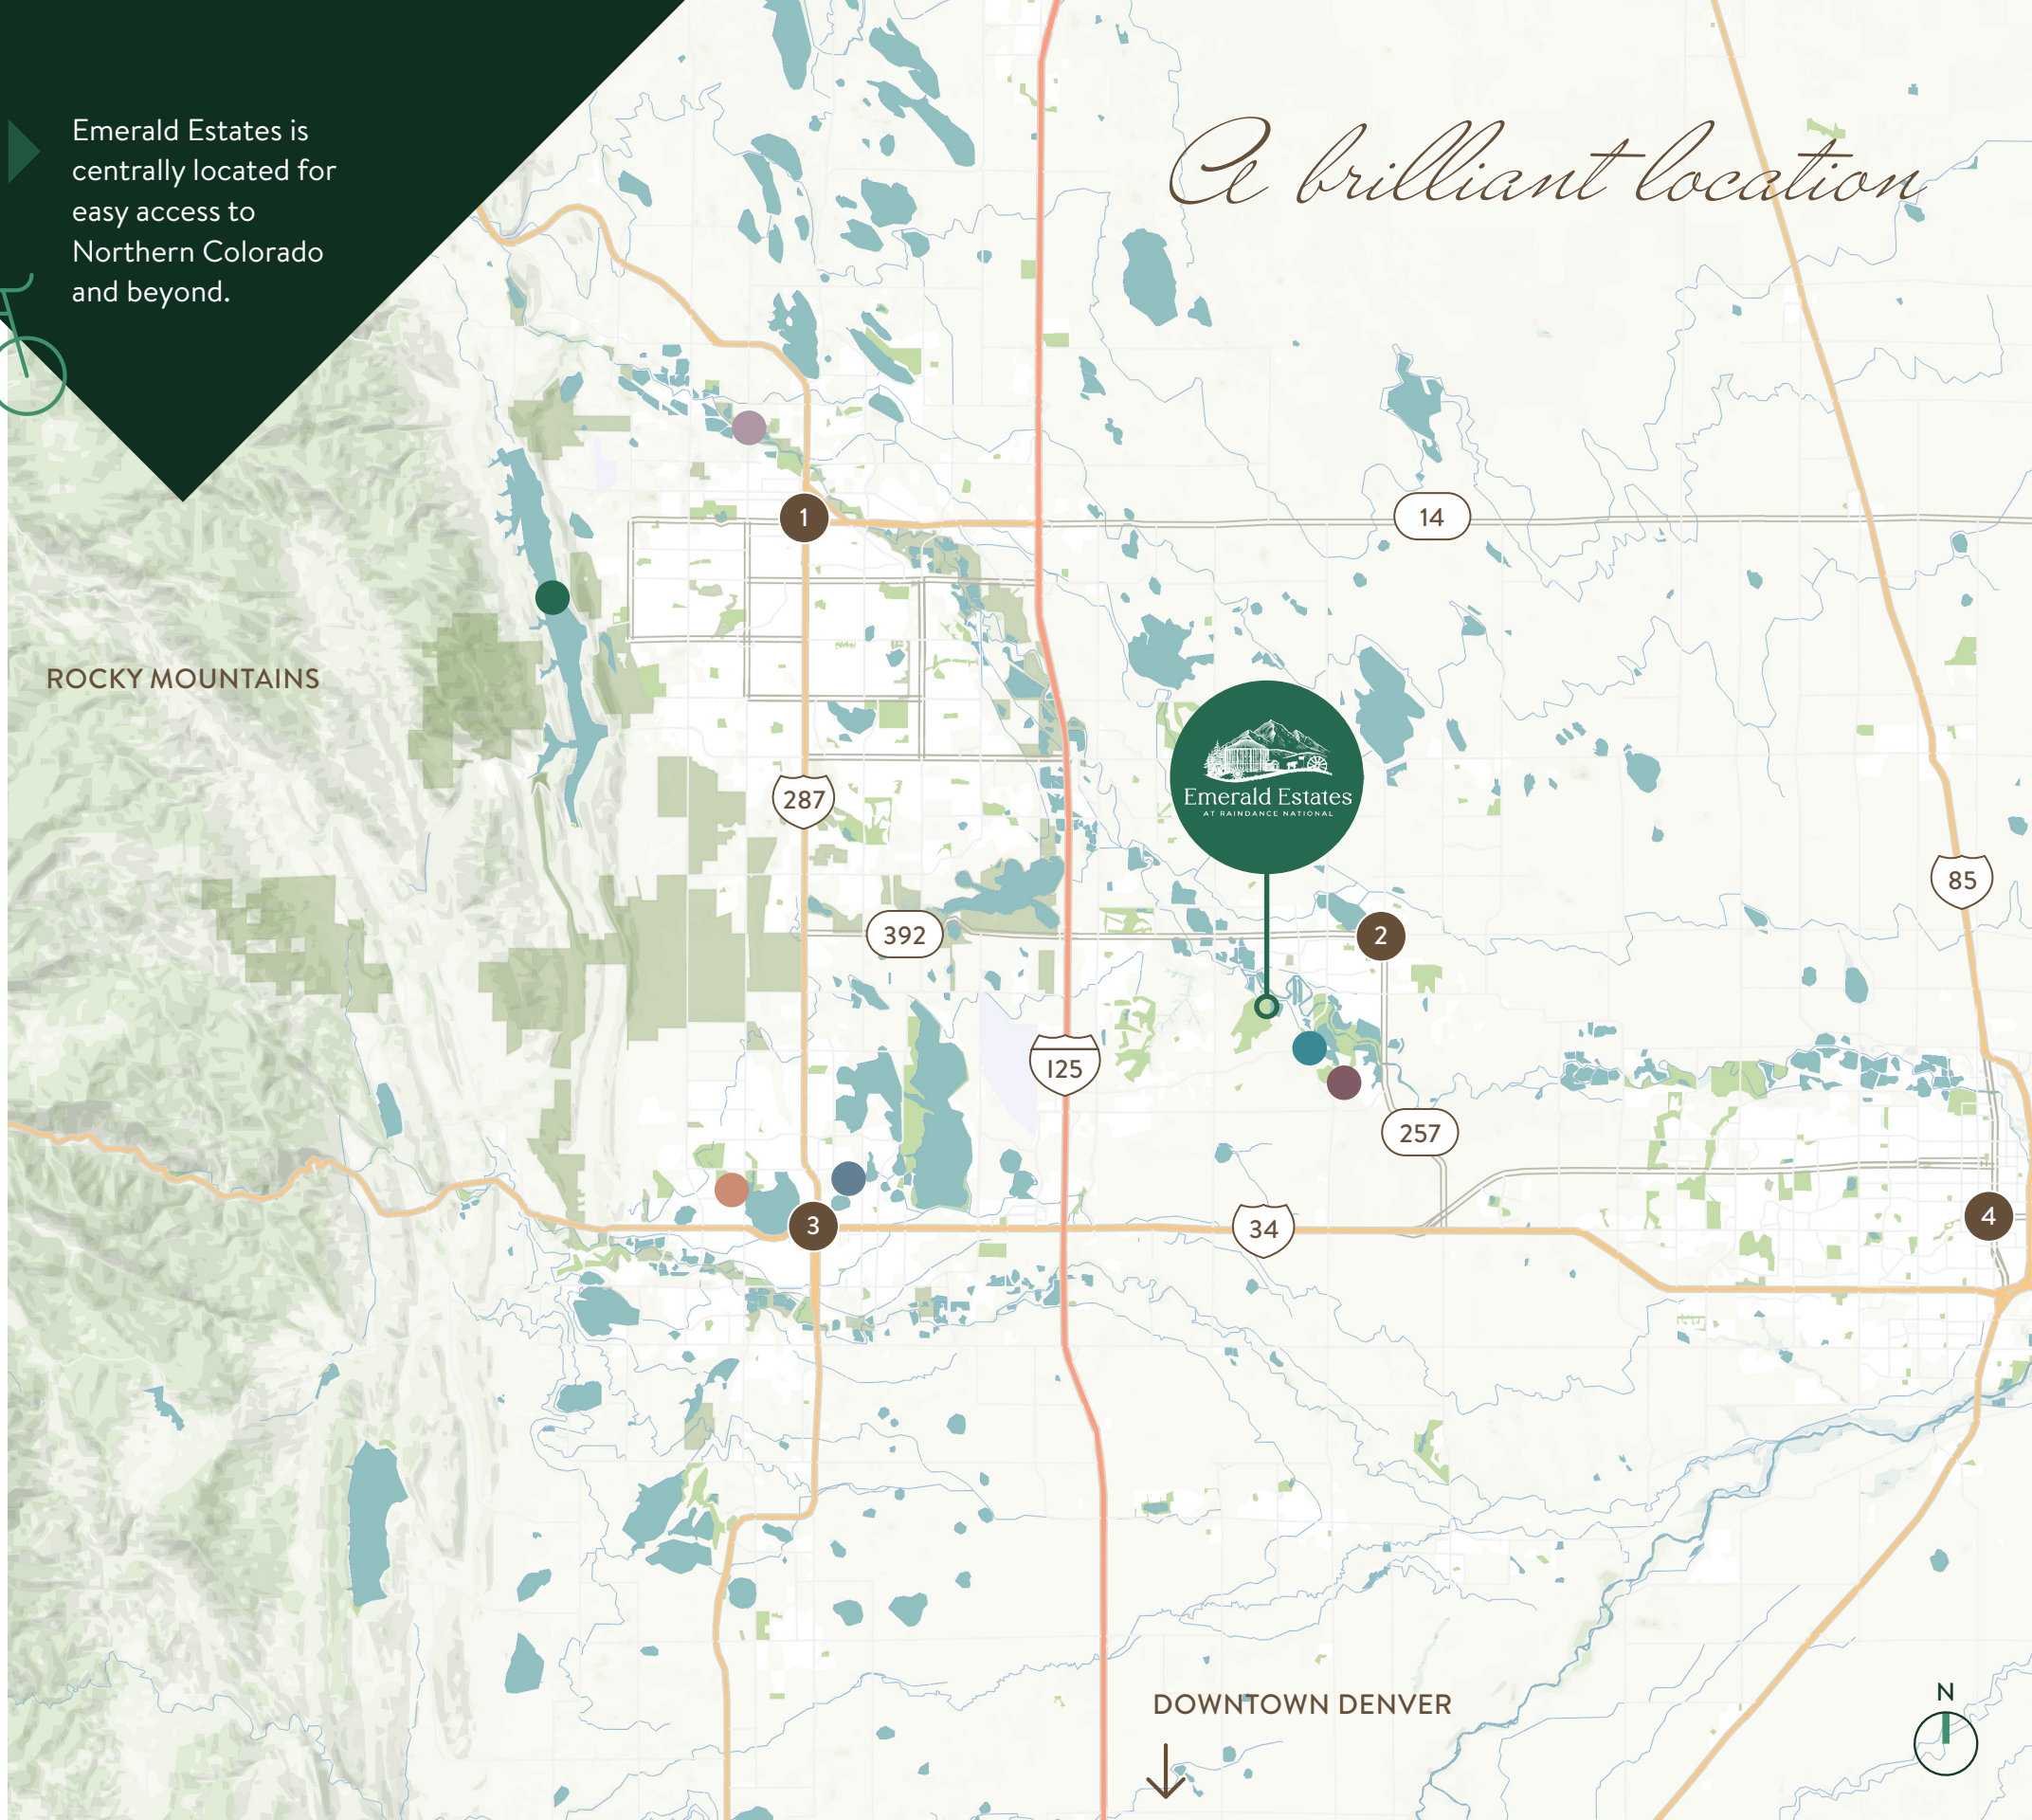 Emerald Estates is
centrally located for
easy access to
Northern Colorado
and beyond.
A brilliant location
1
14
ROCKY MOUNTAINS
287
Emerald Estates
AT RAINDANCE NATIONAL
85
392
2
I25
257
3
34
4
DOWNTOWN DENVER
N